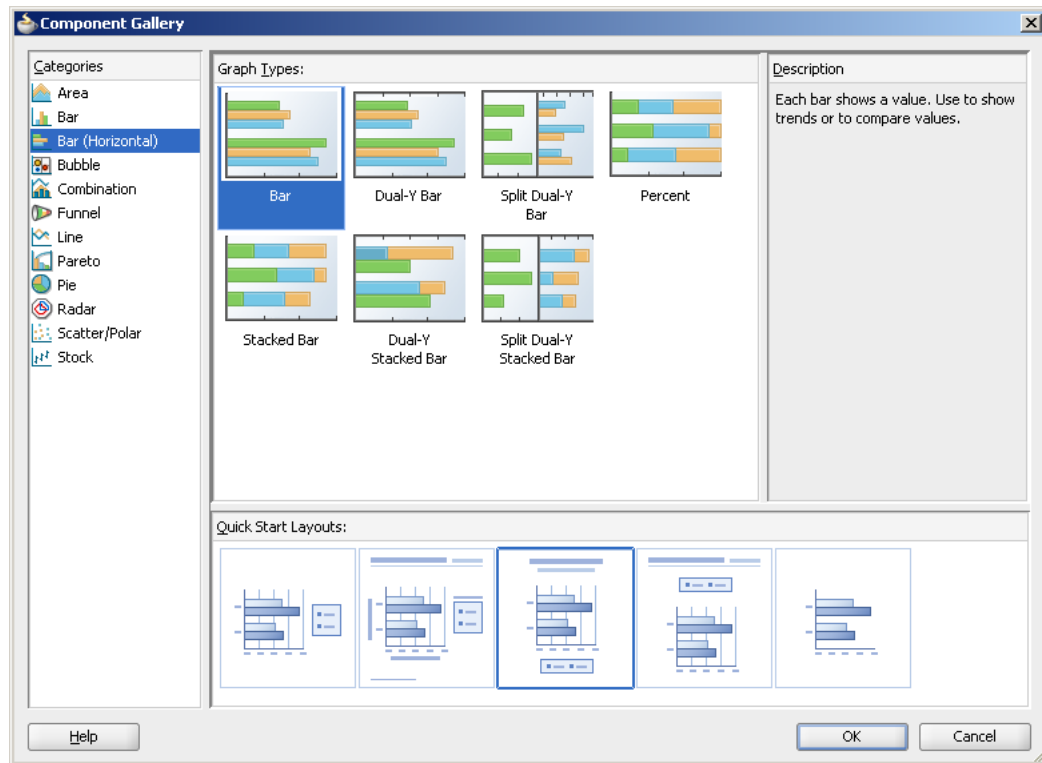 Component Gallery
Categories
Area
Bar
Bar (Horizontal)
Bubble
Combination
Funnel
Line
Pareto
Pie
Radar
Scatter/Polar
Stock
Graph Types:
Bar
Dual-Y Bar
Split Dual-Y
Bar
Percent
Stacked Bar
Dual-Y
Stacked Bar
Split Dual-Y
Stacked Bar
Description
Each bar shows a value. Use to show
trends or to compare values.
Quick Start Layouts:
Help
OK
Cancel